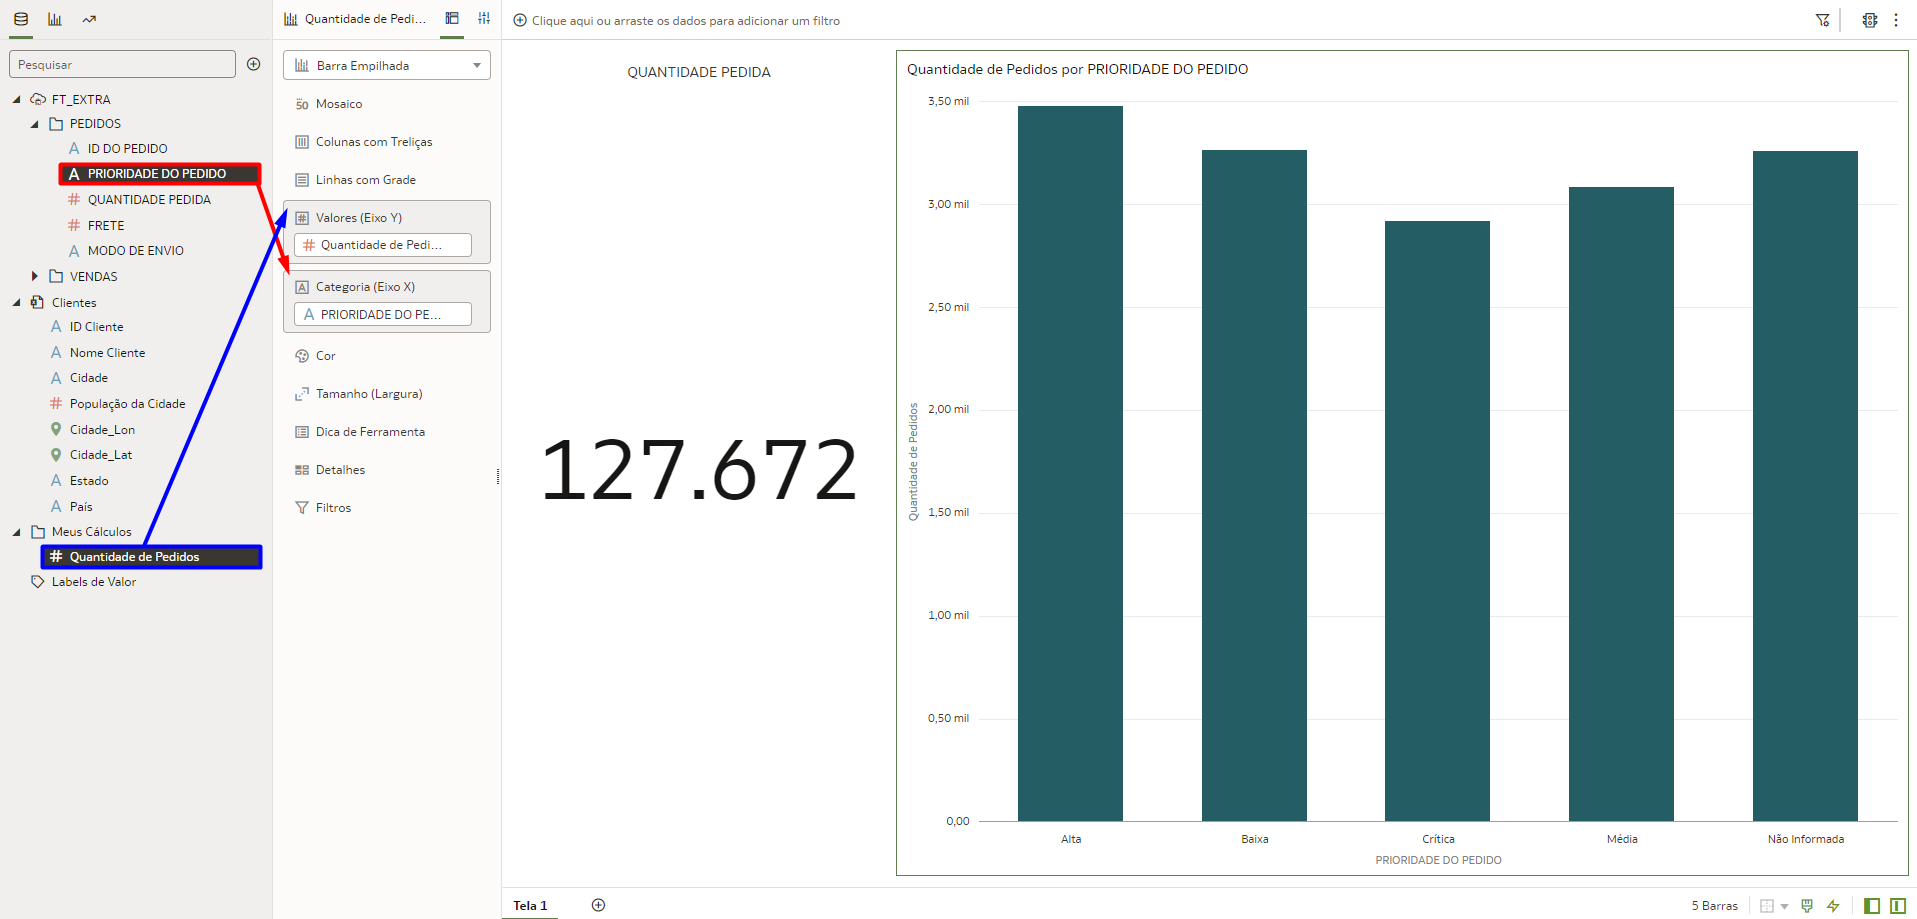 Pesquisar
FT_EXTRA
PEDIDOS
A ID DO PEDIDO
A PRIORIDADE DO PEDIDO
# QUANTIDADE PEDIDA
# FRETE
A MODO DE ENVIO
VENDAS
Clientes
A ID Cliente
A Nome Cliente
A Cidade
# População da Cidade
Cidade_Lon
Cidade_Lat
A Estado
A País
Meus Cálculos
# Quantidade de Pedidos
Labels de Valor
Quantidade de Pedi...
Barra Empilhada
50 Mosaico
Colunas com Treliças
Linhas com Grade
# Valores (Eixo Y)
# Quantidade de Pedi...
A Categoria (Eixo X)
A PRIORIDADE DO PE...
Cor
Tamanho (Largura)
Dica de Ferramenta
Detalhes
Filtros
Clique aqui ou arraste os dados para adicionar um filtro
QUANTIDADE PEDIDA
127.672
Quantidade de Pedidos por PRIORIDADE DO PEDIDO
Quantidade de Pedidos
3,50 mil
3,00 mil
2,50 mil
2,00 mil
1,50 mil
1,00 mil
0,50 mil
0,00
Alta Baixa Crítica Média Não Informada
PRIORIDADE DO PEDIDO
Tela 1
5 Barras